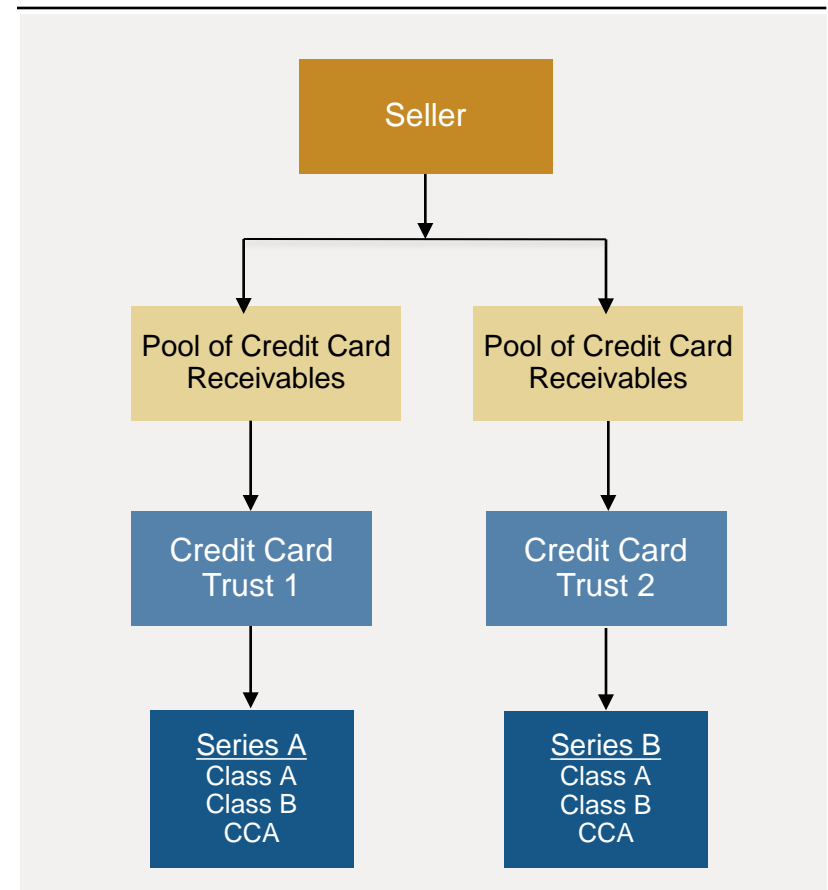 Seller
Pool of Credit Card
Receivables
Pool of Credit Card
Receivables
Credit Card
Trust 1
Credit Card
Trust 2
Series A
Class A
Class B
CCA
Series B
Class A
Class B
CCA